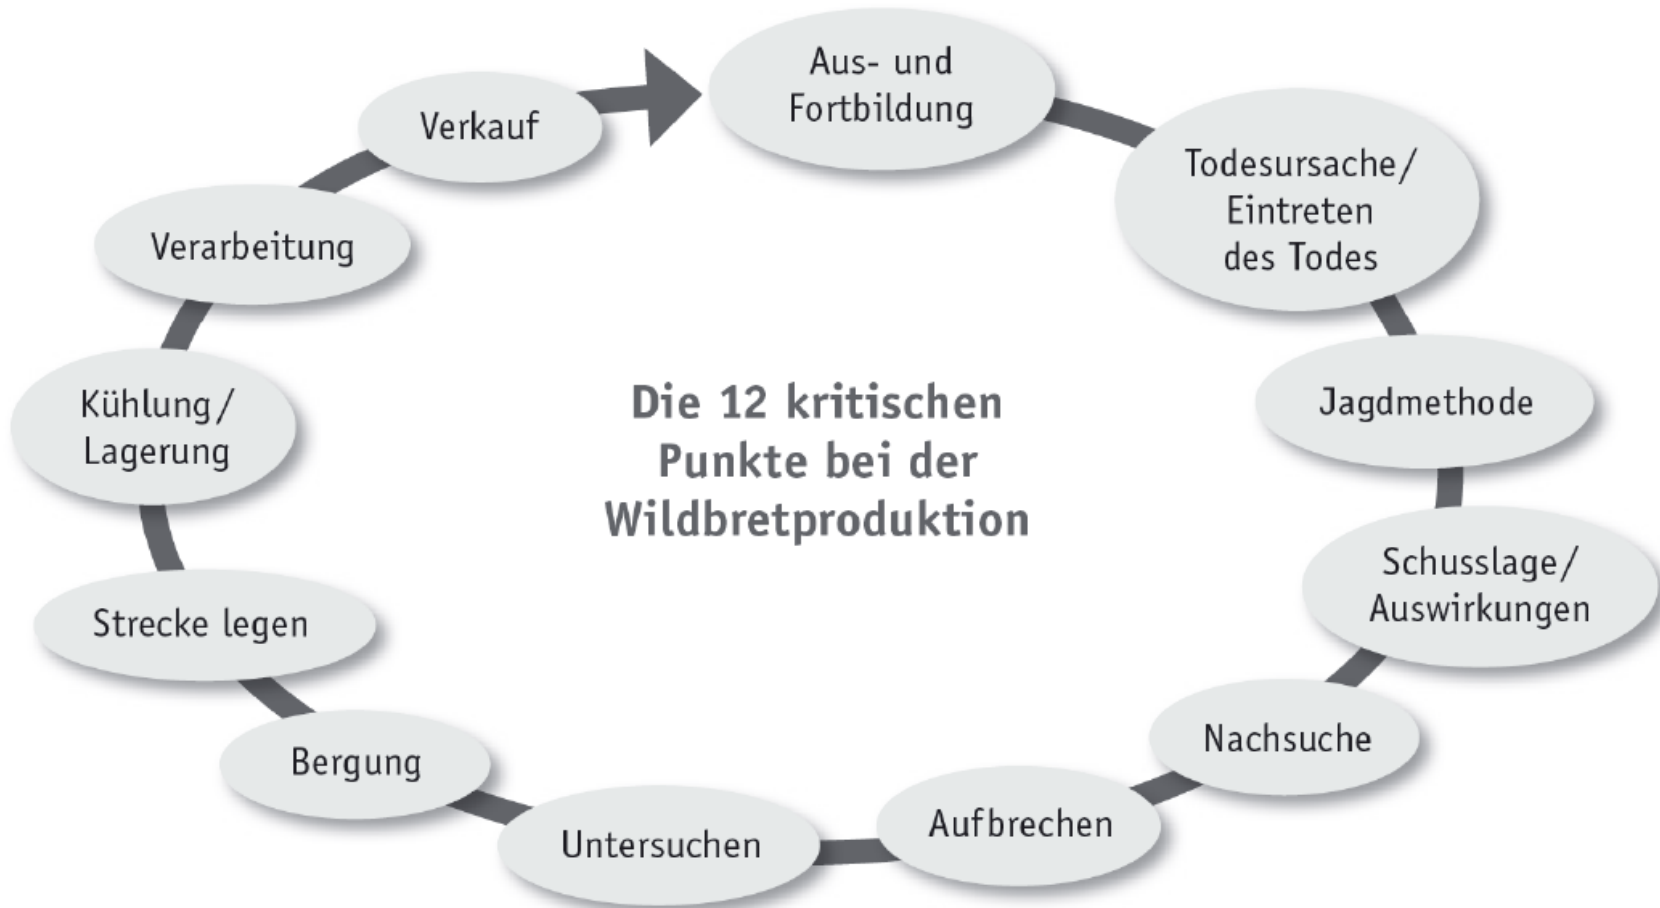 Aus- und
Fortbildung
Todesursache/
Eintreten
des Todes
Jagdmethode
Schusslage/
Auswirkungen
Nachsuche
Aufbrechen
Untersuchen
Bergung
Strecke legen
Kühlung/
Lagerung
Verarbeitung
Verkauf
Die 12 kritischen
Punkte bei der
Wildbretproduktion